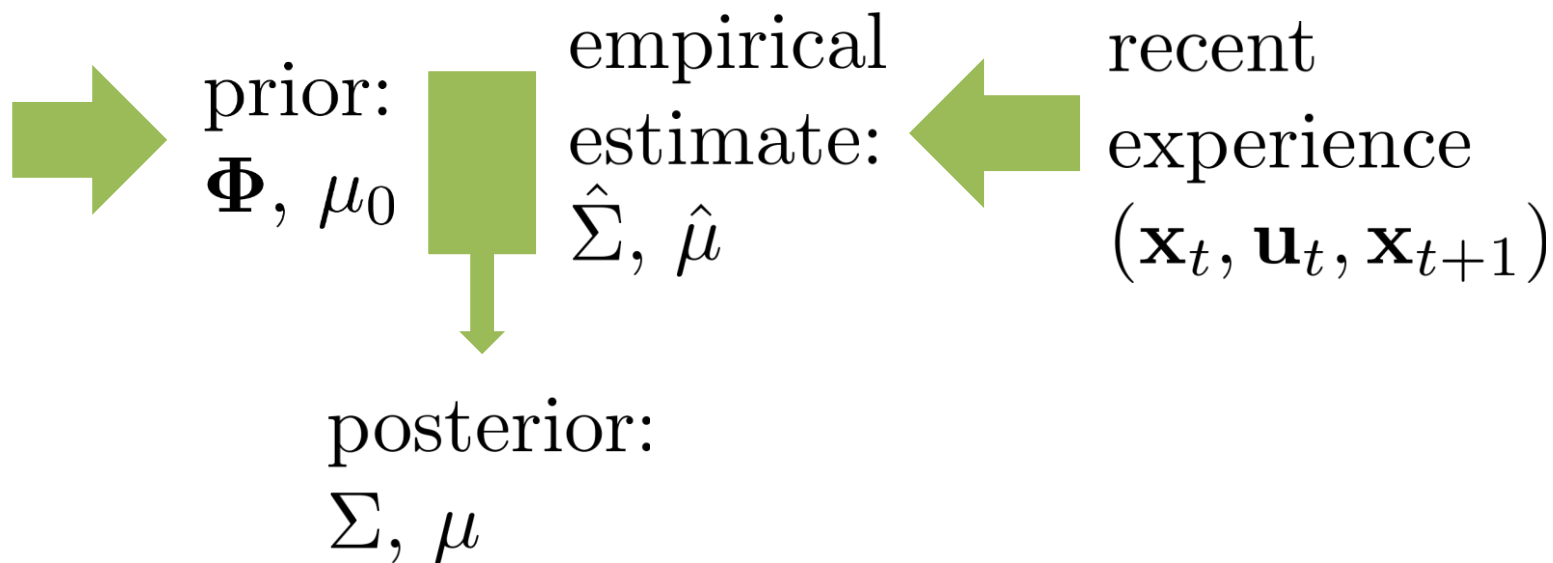 prior:
𝚽, μ₀
empirical
estimate:
Σ̂, μ̂
recent
experience
(𝐱ₜ, 𝐮ₜ, 𝐱ₜ₊₁)
posterior:
Σ, μ